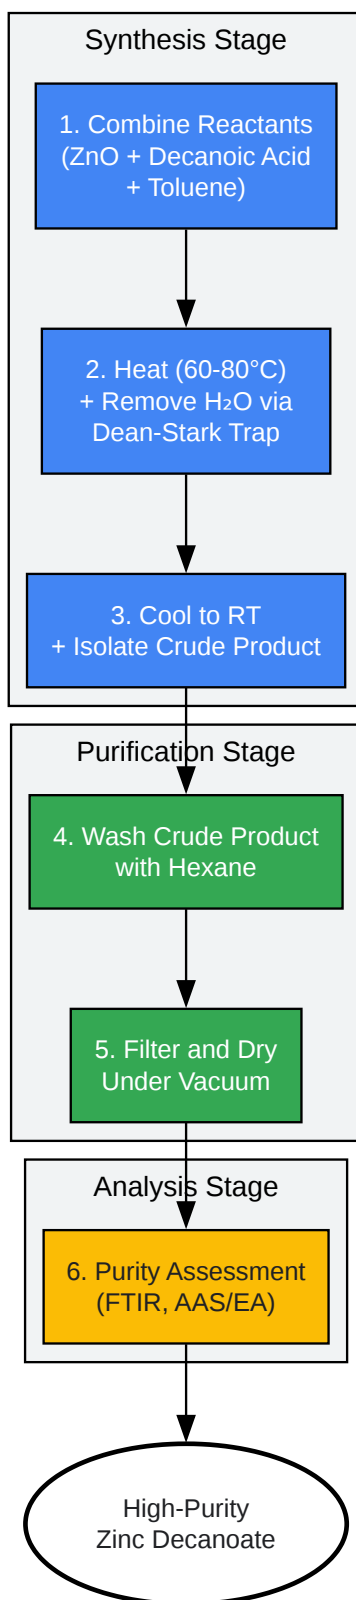 Synthesis Stage
1. Combine Reactants
(ZnO + Decanoic Acid
+ Toluene)
2. Heat (60-80°C)
+ Remove H₂O via
Dean-Stark Trap
3. Cool to RT
+ Isolate Crude Product
Purification Stage
4. Wash Crude Product
with Hexane
5. Filter and Dry
Under Vacuum
Analysis Stage
6. Purity Assessment
(FTIR, AAS/EA)
High-Purity
Zinc Decanoate